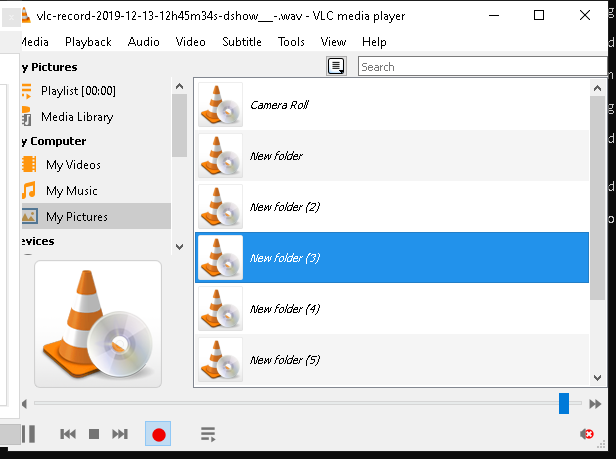 vlc-record-2019-12-13-12h45m34s-dshow___-.wav - VLC media player
Media Playback Audio Video Subtitle Tools View Help
y Pictures
Search
Playlist [00:00]
Media Library
y Computer
My Videos
My Music
My Pictures
evices
Camera Roll
New folder
New folder (2)
New folder (3)
New folder (4)
New folder (5)